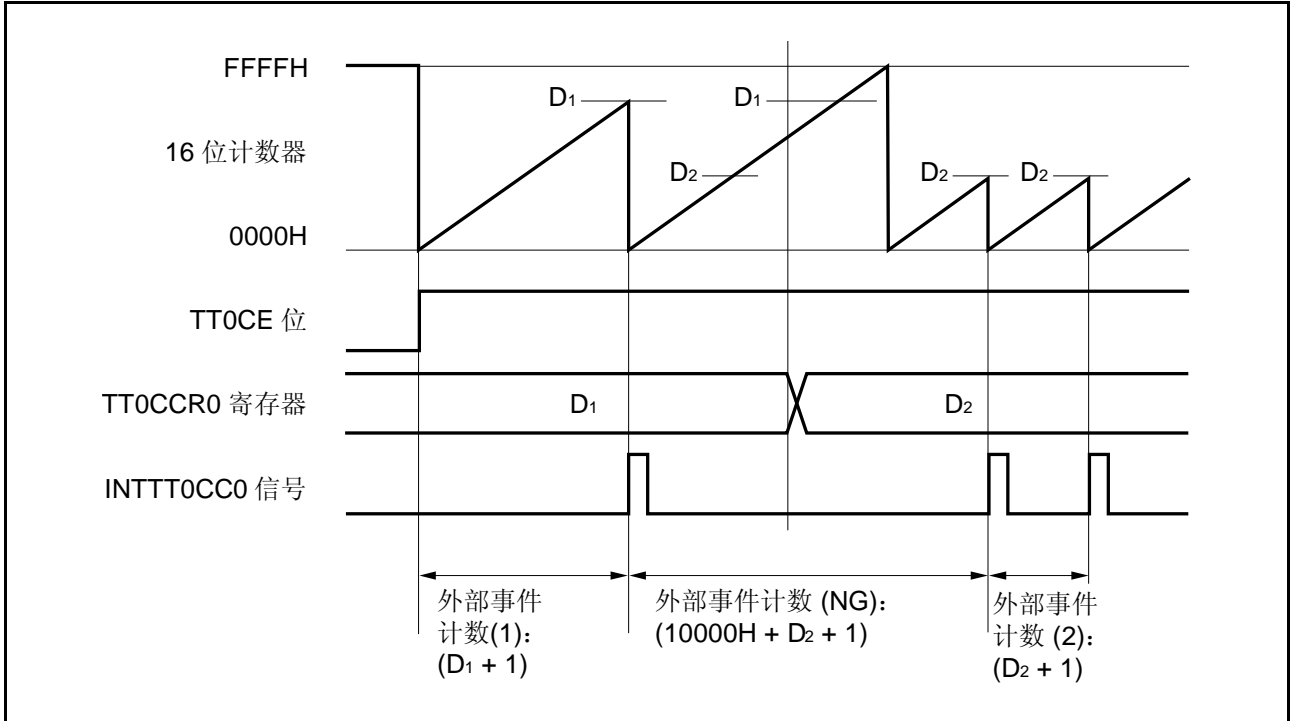 FFFFH
D1
D1
16 位计数器
D2
D2
D2
0000H
TT0CE 位
TT0CCR0 寄存器
D1
D2
INTTT0CC0 信号
外部事件
计数(1):
(D1 + 1)
外部事件计数 (NG):
(10000H + D2 + 1)
外部事件
计数 (2):
(D2 + 1)